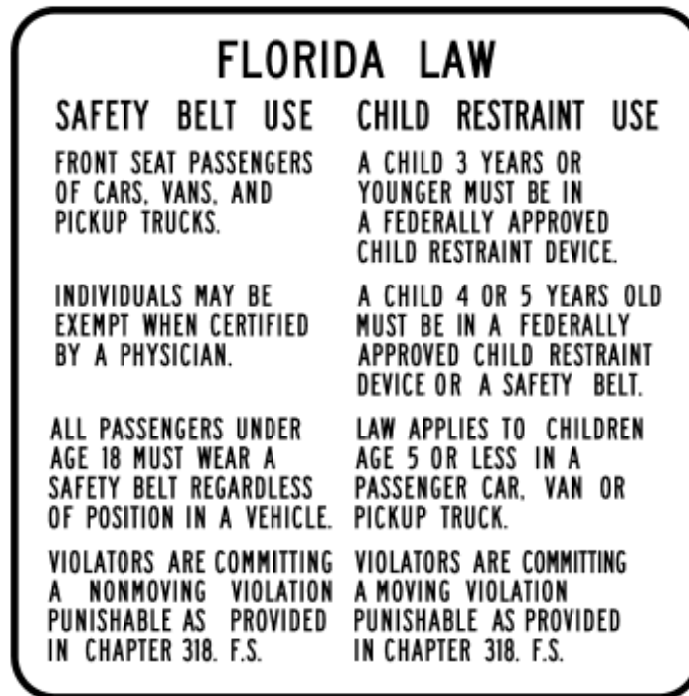 FLORIDA LAW
SAFETY BELT USE
FRONT SEAT PASSENGERS
OF CARS, VANS, AND
PICKUP TRUCKS.
INDIVIDUALS MAY BE
EXEMPT WHEN CERTIFIED
BY A PHYSICIAN.
ALL PASSENGERS UNDER
AGE 18 MUST WEAR A
SAFETY BELT REGARDLESS
OF POSITION IN A VEHICLE.
VIOLATORS ARE COMMITTING
A NONMOVING VIOLATION
PUNISHABLE AS PROVIDED
IN CHAPTER 318. F.S.
CHILD RESTRAINT USE
A CHILD 3 YEARS OR
YOUNGER MUST BE IN
A FEDERALLY APPROVED
CHILD RESTRAINT DEVICE.
A CHILD 4 OR 5 YEARS OLD
MUST BE IN A FEDERALLY
APPROVED CHILD RESTRAINT
DEVICE OR A SAFETY BELT.
LAW APPLIES TO CHILDREN
AGE 5 OR LESS IN A
PASSENGER CAR, VAN OR
PICKUP TRUCK.
VIOLATORS ARE COMMITTING
A MOVING VIOLATION
PUNISHABLE AS PROVIDED
IN CHAPTER 318. F.S.